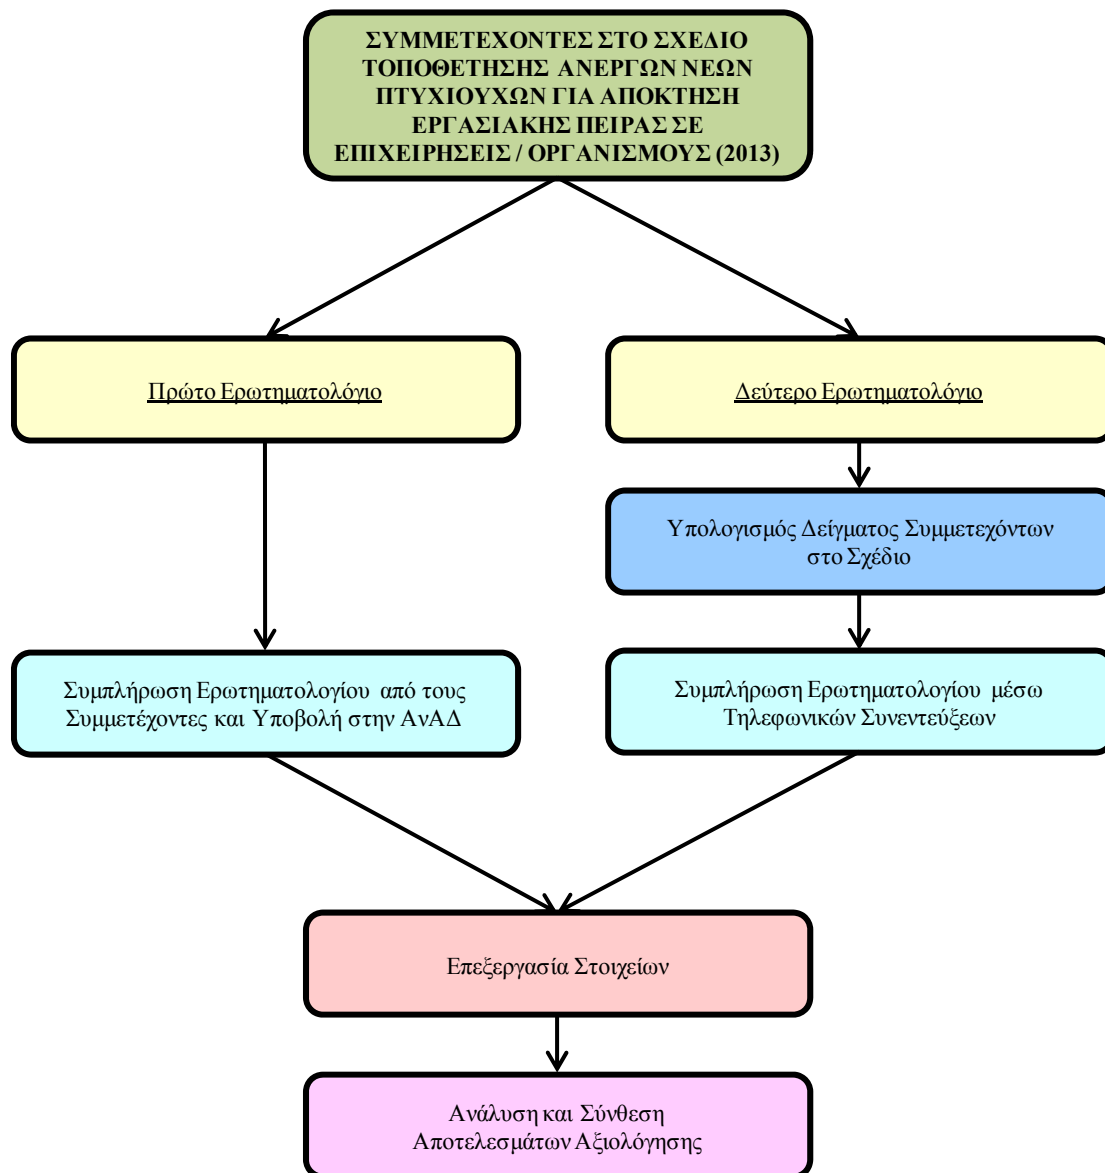 ΣΥΜΜΕΤΕΧΟΝΤΕΣ ΣΤΟ ΣΧΕΔΙΟ
ΤΟΠΟΘΕΤΗΣΗΣ ΑΝΕΡΓΩΝ ΝΕΩΝ
ΠΤΥΧΙΟΥΧΩΝ ΓΙΑ ΑΠΟΚΤΗΣΗ
ΕΡΓΑΣΙΑΚΗΣ ΠΕΙΡΑΣ ΣΕ
ΕΠΙΧΕΙΡΗΣΕΙΣ / ΟΡΓΑΝΙΣΜΟΥΣ (2013)
Πρώτο Ερωτηματολόγιο
Δεύτερο Ερωτηματολόγιο
Υπολογισμός Δείγματος Συμμετεχόντων
στο Σχέδιο
Συμπλήρωση Ερωτηματολογίου από τους
Συμμετέχοντες και Υποβολή στην ΑνΑΔ
Συμπλήρωση Ερωτηματολογίου μέσω
Τηλεφωνικών Συνεντεύξεων
Επεξεργασία Στοιχείων
Ανάλυση και Σύνθεση
Αποτελεσμάτων Αξιολόγησης